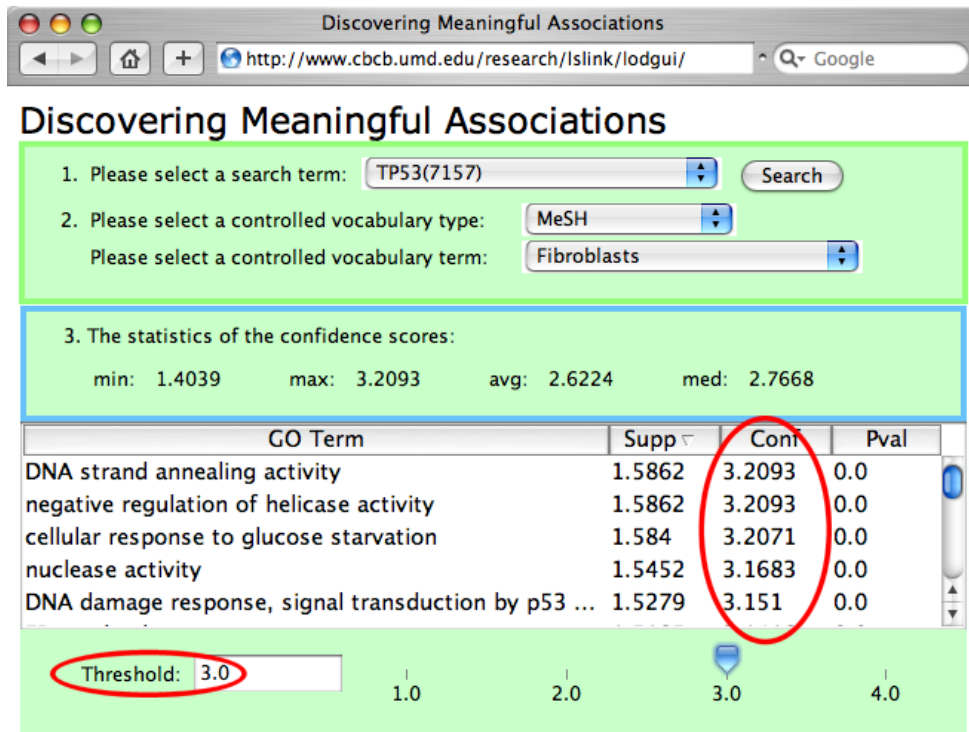 Discovering Meaningful Associations
http://www.cbcb.umd.edu/research/lslink/lodgui/ Google
Discovering Meaningful Associations
1. Please select a search term: TP53(7157) Search
2. Please select a controlled vocabulary type: MeSH
Please select a controlled vocabulary term: Fibroblasts
3. The statistics of the confidence scores:
min: 1.4039 max: 3.2093 avg: 2.6224 med: 2.7668
GO Term Supp Conf Pval
DNA strand annealing activity 1.5862 3.2093 0.0
negative regulation of helicase activity 1.5862 3.2093 0.0
cellular response to glucose starvation 1.584 3.2071 0.0
nuclease activity 1.5452 3.1683 0.0
DNA damage response, signal transduction by p53 ... 1.5279 3.151 0.0
Threshold: 3.0
1.0 2.0 3.0 4.0